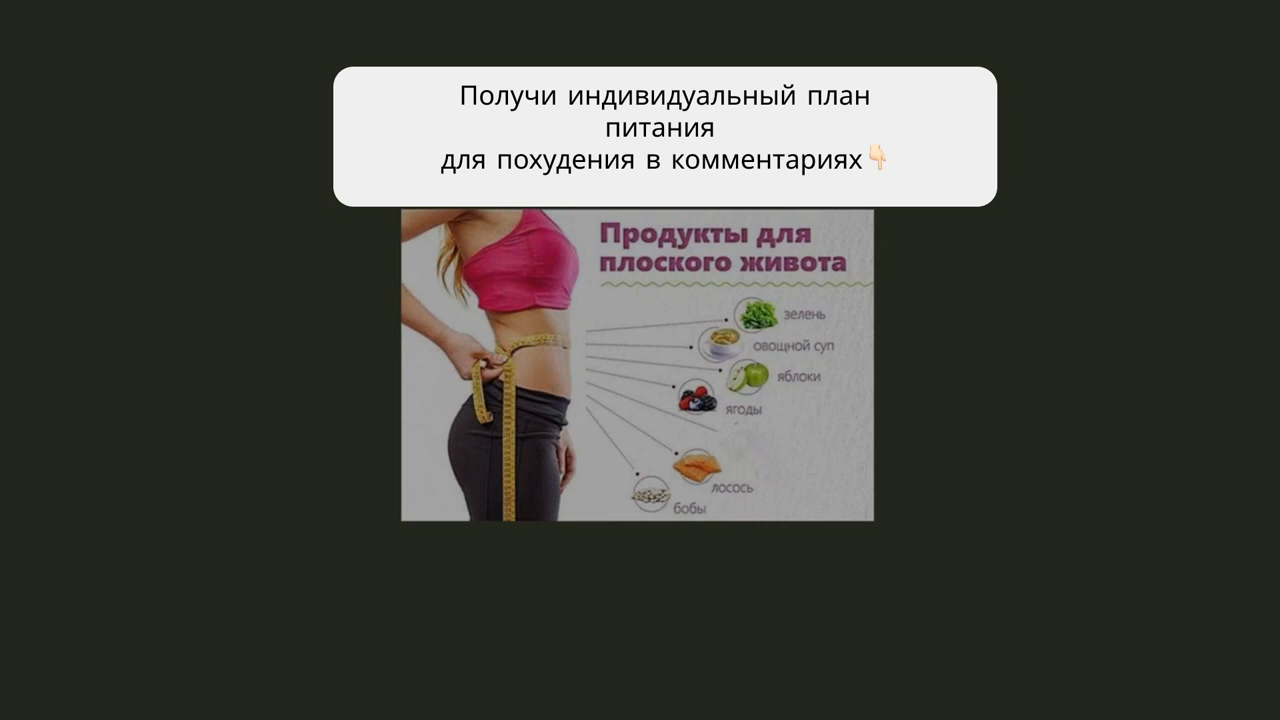 Получи индивидуальный план
питания
для похудения в комментариях👇🏻
Продукты для
плоского живота
зелень
овощной суп
яблоки
ягоды
лосось
бобы